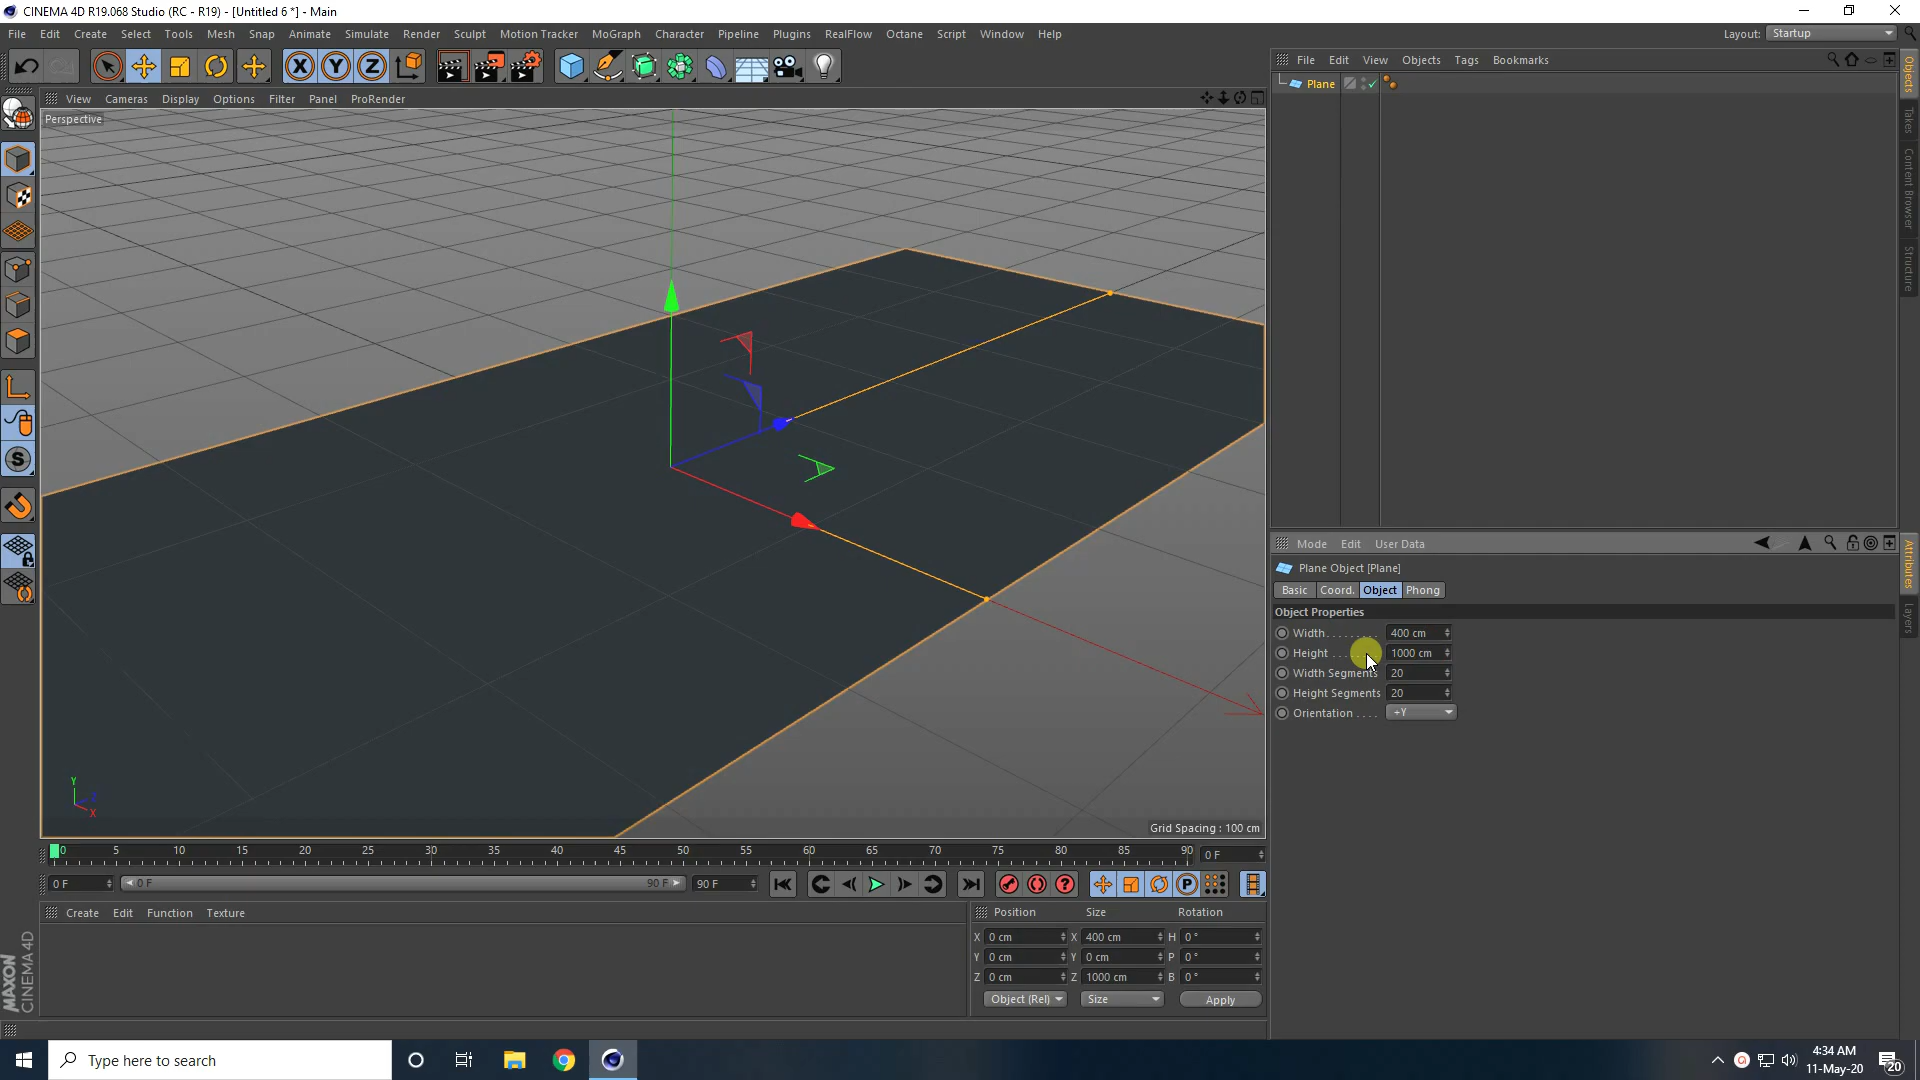 CINEMA 4D R19.068 Studio (RC - R19) - [Untitled 6 *] - Main
File Edit Create Select Tools Mesh Snap Animate Simulate Render Sculpt Motion Tracker MoGraph Character Pipeline Plugins RealFlow Octane Script Window Help
Layout: Startup
X Y Z
File Edit View Objects Tags Bookmarks
View Cameras Display Options Filter Panel ProRender
Perspective
Plane
Objects
Takes
Content Browser
Structure
S
Mode Edit User Data
Plane Object [Plane]
Basic Coord. Object Phong
Object Properties
Width 400 cm
Height 1000 cm
Width Segments 20
Height Segments 20
Orientation +Y
Attributes
Layers
Y
Z
X
Grid Spacing : 100 cm
0 5 10 15 20 25 30 35 40 45 50 55 60 65 70 75 80 85 90
0 F
0 F 0 F 90 F 90 F
P
Create Edit Function Texture
Position Size Rotation
X 0 cm X 400 cm H 0 °
Y 0 cm Y 0 cm P 0 °
Z 0 cm Z 1000 cm B 0 °
Object (Rel) Size Apply
MAXON
CINEMA 4D
Type here to search
4:34 AM
11-May-20
20